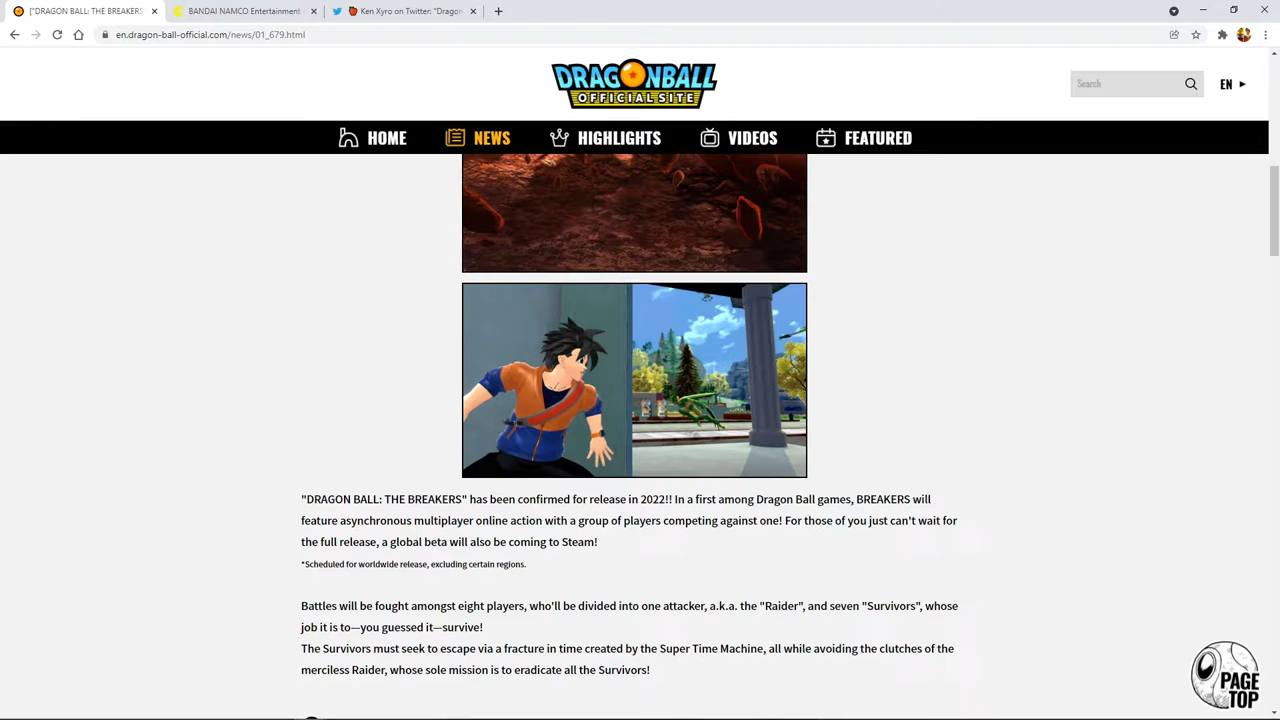 ["DRAGON BALL: THE BREAKERS"
BANDAI NAMCO Entertainment
Ken Xyro on Twitter: "Dragon
en.dragon-ball-official.com/news/01_679.html
DRAGONBALL
OFFICIAL SITE
Search
EN
HOME
NEWS
HIGHLIGHTS
VIDEOS
FEATURED
"DRAGON BALL: THE BREAKERS" has been confirmed for release in 2022!! In a first among Dragon Ball games, BREAKERS will
feature asynchronous multiplayer online action with a group of players competing against one! For those of you just can't wait for
the full release, a global beta will also be coming to Steam!
*Scheduled for worldwide release, excluding certain regions.
Battles will be fought amongst eight players, who'll be divided into one attacker, a.k.a. the "Raider", and seven "Survivors", whose
job it is to—you guessed it—survive!
The Survivors must seek to escape via a fracture in time created by the Super Time Machine, all while avoiding the clutches of the
merciless Raider, whose sole mission is to eradicate all the Survivors!
PAGE
TOP